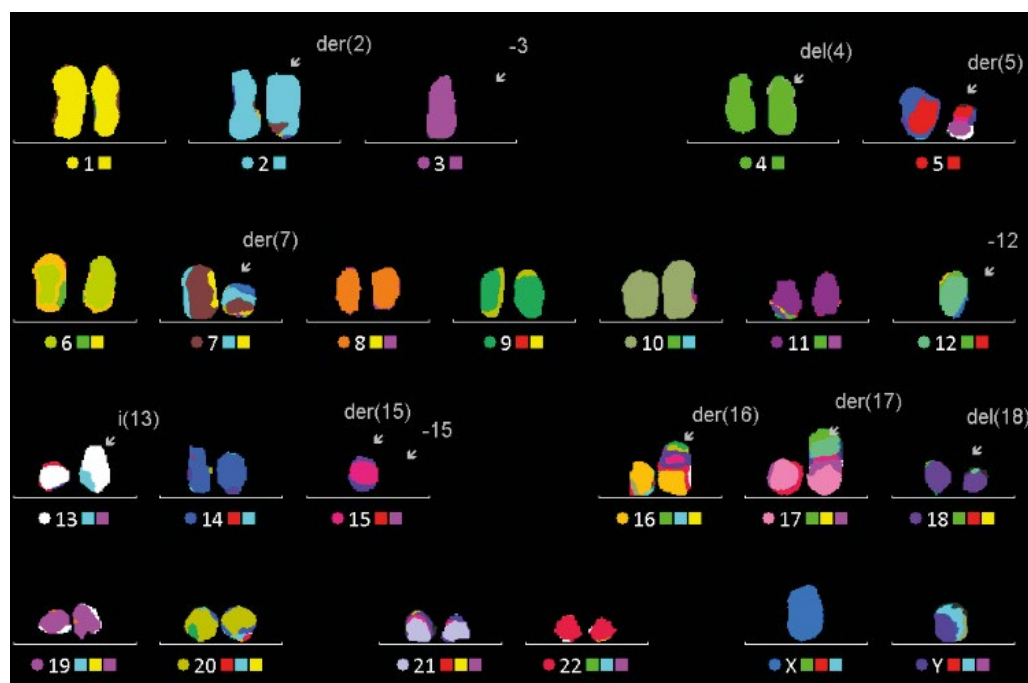 der(2) -3 del(4) der(5)
1 2 3 4 5
der(7) -12
6 7 8 9 10 11 12
i(13) der(15) -15 der(16) der(17) del(18)
13 14 15 16 17 18
19 20 21 22 X Y